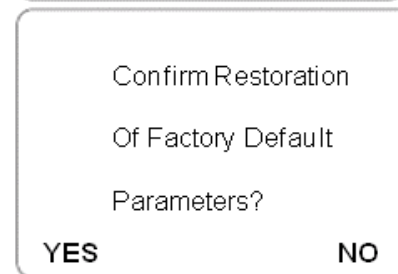 Confirm Restoration
Of Factory Default
Parameters?
YES NO